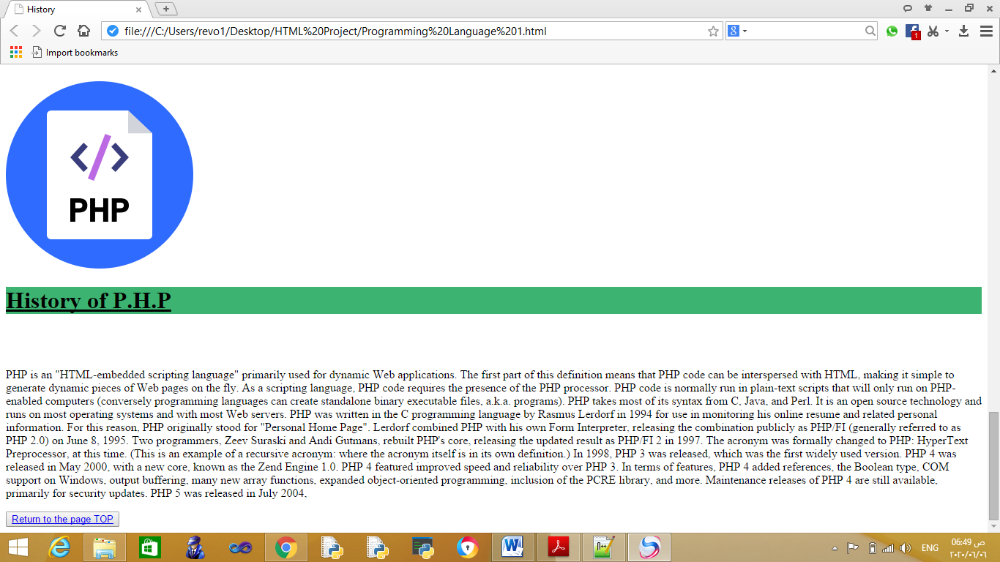 History
file:///C:/Users/revo1/Desktop/HTML%20Project/Programming%20Language%201.html
8
1
Import bookmarks
</>
PHP
History of P.H.P
PHP is an "HTML-embedded scripting language" primarily used for dynamic Web applications. The first part of this definition means that PHP code can be interspersed with HTML, making it simple to
generate dynamic pieces of Web pages on the fly. As a scripting language, PHP code requires the presence of the PHP processor. PHP code is normally run in plain-text scripts that will only run on PHP-
enabled computers (conversely programming languages can create standalone binary executable files, a.k.a. programs). PHP takes most of its syntax from C, Java, and Perl. It is an open source technology and
runs on most operating systems and with most Web servers. PHP was written in the C programming language by Rasmus Lerdorf in 1994 for use in monitoring his online resume and related personal
information. For this reason, PHP originally stood for "Personal Home Page". Lerdorf combined PHP with his own Form Interpreter, releasing the combination publicly as PHP/FI (generally referred to as
PHP 2.0) on June 8, 1995. Two programmers, Zeev Suraski and Andi Gutmans, rebuilt PHP's core, releasing the updated result as PHP/FI 2 in 1997. The acronym was formally changed to PHP: HyperText
Preprocessor, at this time. (This is an example of a recursive acronym: where the acronym itself is in its own definition.) In 1998, PHP 3 was released, which was the first widely used version. PHP 4 was
released in May 2000, with a new core, known as the Zend Engine 1.0. PHP 4 featured improved speed and reliability over PHP 3. In terms of features, PHP 4 added references, the Boolean type, COM
support on Windows, output buffering, many new array functions, expanded object-oriented programming, inclusion of the PCRE library, and more. Maintenance releases of PHP 4 are still available,
primarily for security updates. PHP 5 was released in July 2004,
Return to the page TOP
ENG
06:49 ص
٢٠٢٠/٠٦/٠٦